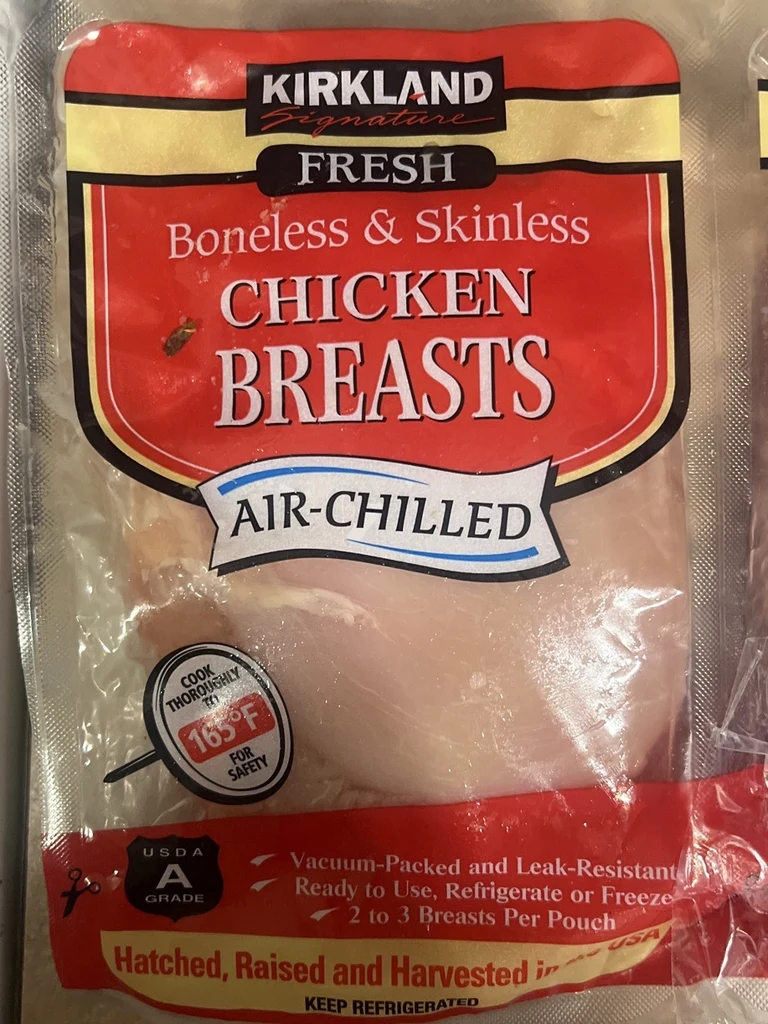 KIRKLAND
Signature
FRESH
Boneless & Skinless
CHICKEN
BREASTS
AIR-CHILLED
COOK
THOROUGHLY
TO
165°F
FOR
SAFETY
USDA
A
GRADE
Vacuum-Packed and Leak-Resistant
Ready to Use, Refrigerate or Freeze
2 to 3 Breasts Per Pouch
Hatched, Raised and Harvested in USA
KEEP REFRIGERATED